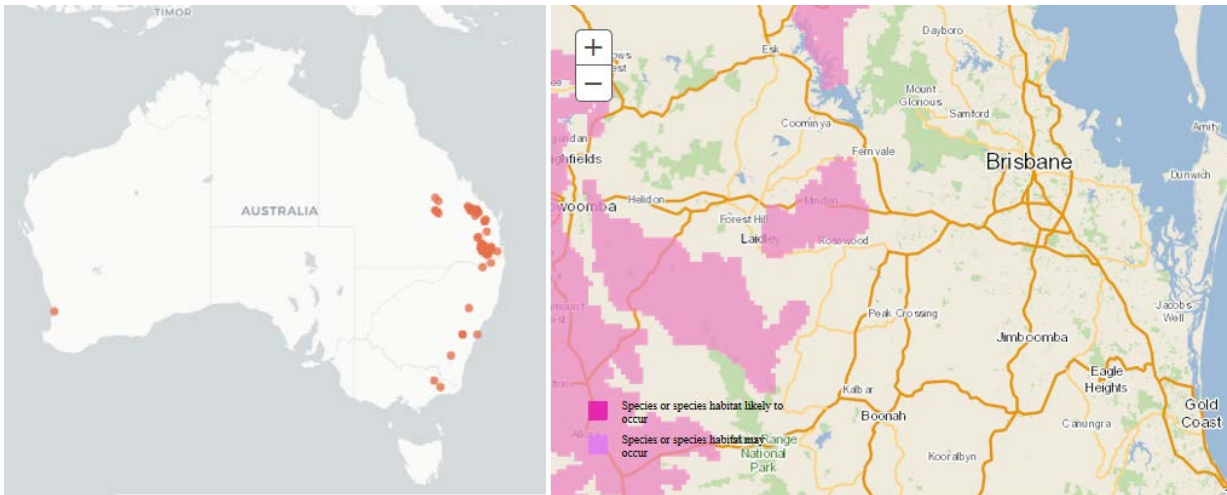 TIMOR
AUSTRALIA
+
−
Esk
Dayboro
Mount
Glorious
Samford
Coominya
Fernvale
Amity
Brisbane
Dunwich
Helidon
Minden
Forest Hill
Laidley
Rosewood
Peak Crossing
Jacobs
Well
Jimboomba
Eagle
Heights
Kalbar
Boonah
Gold
Coast
Canungra
Species or species habitat likely to
occur
Species or species habitat may
occur
Range
National
Park
Kooralbyn